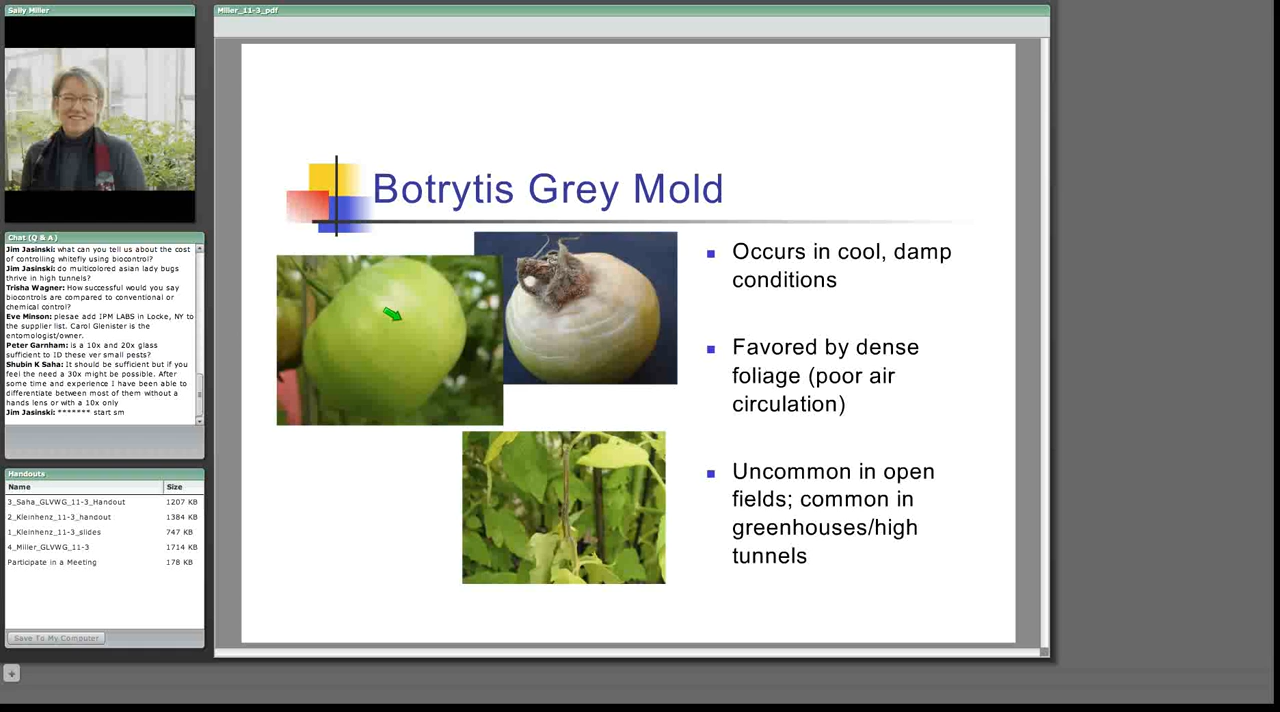 Sally Miller
Chat (Q & A)
Jim Jasinski: what can you tell us about the cost
of controlling whitefly using biocontrol?
Jim Jasinski: do multicolored asian lady bugs
thrive in high tunnels?
Trisha Wagner: How successful would you say
biocontrols are compared to conventional or
chemical control?
Eve Minson: plesae add IPM LABS in Locke, NY to
the supplier list. Carol Glenister is the
entomologist/owner.
Peter Garnham: is a 10x and 20x glass
sufficient to ID these ver small pests?
Shubin K Saha: It should be sufficient but if you
feel the need a 30x might be possible. After
some time and experience I have been able to
differentiate between most of them without a
hands lens or with a 10x only
Jim Jasinski: ******* start sm
Handouts
Name Size
3_Saha_GLVWG_11-3_Handout 1207 KB
2_Kleinhenz_11-3_handout 1384 KB
1_Kleinhenz_11-3_slides 747 KB
4_Miller_GLVWG_11-3 1714 KB
Participate in a Meeting 178 KB
Save To My Computer
Miller_11-3_pdf
Botrytis Grey Mold
Occurs in cool, damp
conditions
Favored by dense
foliage (poor air
circulation)
Uncommon in open
fields; common in
greenhouses/high
tunnels